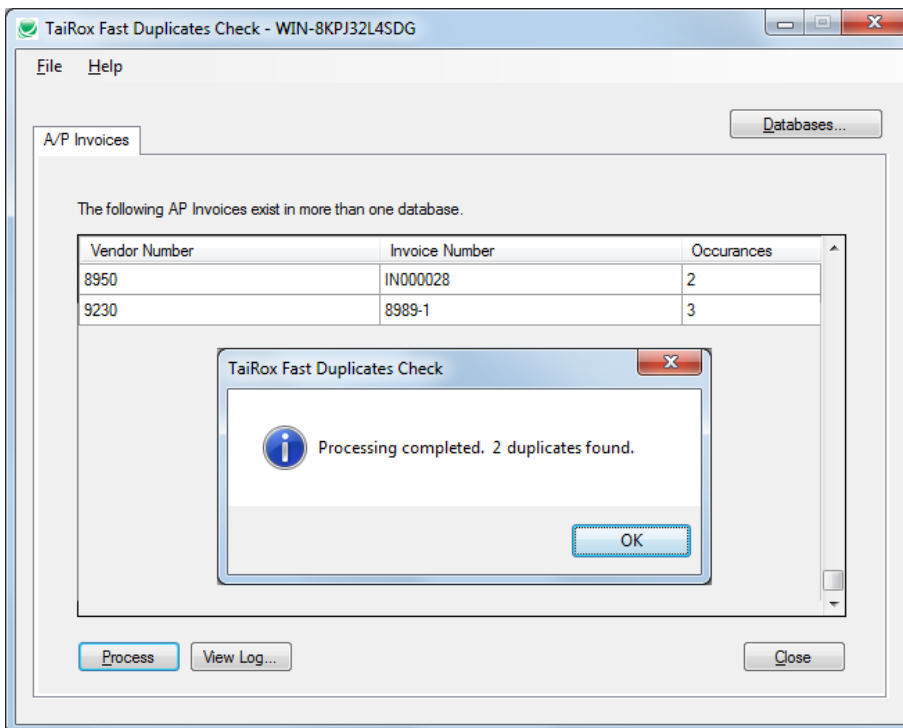 TaiRox Fast Duplicates Check - WIN-8KPJ32L4SDG
File Help
Databases...
A/P Invoices
The following AP Invoices exist in more than one database.
Vendor Number Invoice Number Occurances
8950 IN000028 2
9230 8989-1 3
TaiRox Fast Duplicates Check
Processing completed. 2 duplicates found.
OK
Process View Log... Close